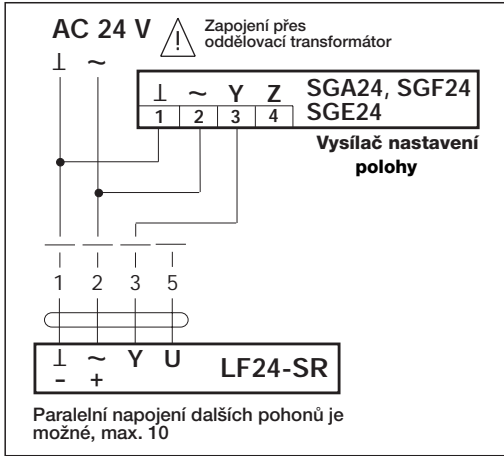 AC 24 V
Zapojení přes
oddělovací transformátor
⊥ ~
⊥ ~ Y Z
1 2 3 4
SGA24, SGF24
SGE24
Vysílač nastavení
polohy
1 2 3 5
⊥ ~ Y U
- +
LF24-SR
Paralelní napojení dalších pohonů je
možné, max. 10